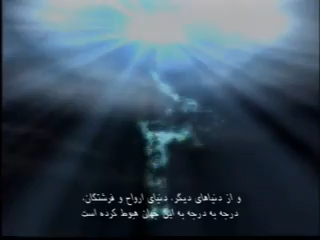 و از دنیاهای دیگر، دنیای ارواح و فرشتگان،
درجه به درجه به این جهان هبوط کرده است